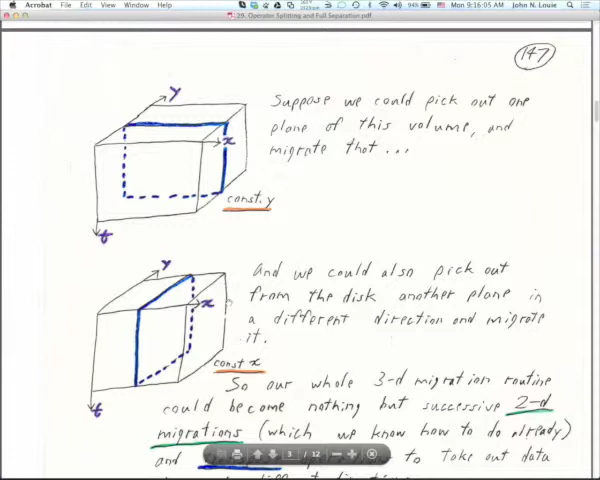 Acrobat File Edit View Window Help 94% (U.S.) Mon 9:16:05 AM John N. Louie
29. Operator Splitting and Full Separation.pdf
147
y
x
t
const. y
Suppose we could pick out one
plane of this volume, and
migrate that ...
y
x
t
const x
And we could also pick out
from the disk another plane in
a different direction and migrate
it.
So our whole 3-d migration routine
could become nothing but successive 2-d
migrations (which we know how to do already)
and
to take out data
3 / 12